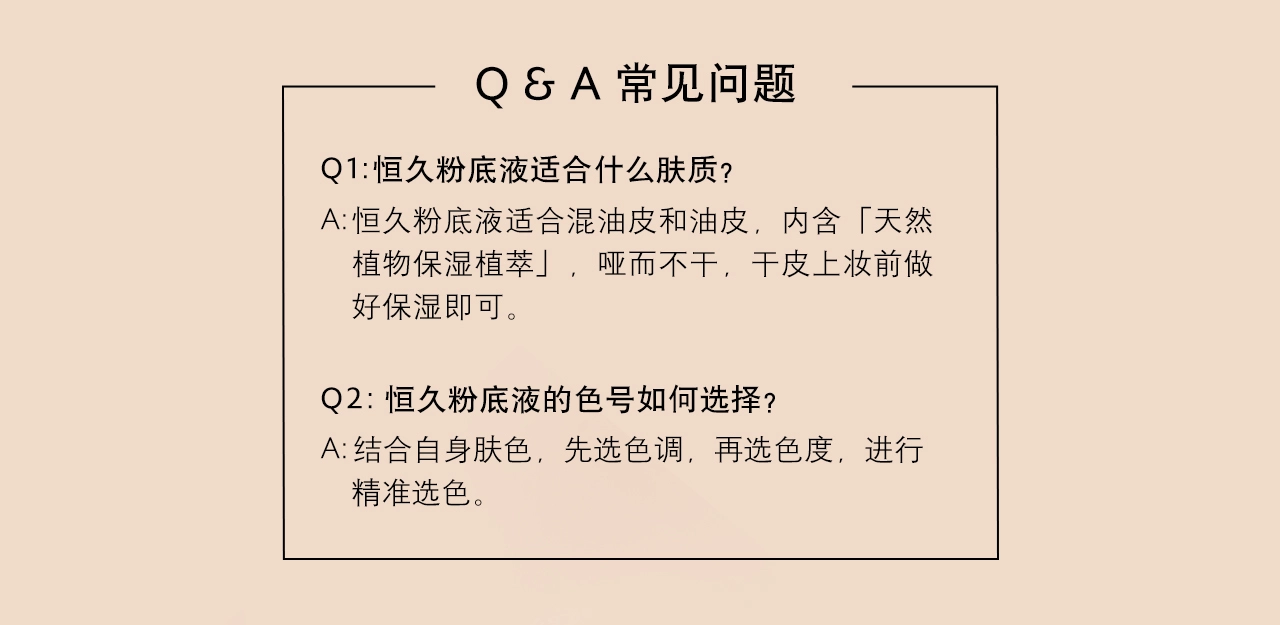 Q & A 常见问题
Q1:恒久粉底液适合什么肤质?
A:恒久粉底液适合混油皮和油皮，内含「天然
植物保湿植萃」，哑而不干，干皮上妆前做
好保湿即可。
Q2: 恒久粉底液的色号如何选择?
A:结合自身肤色，先选色调，再选色度，进行
精准选色。